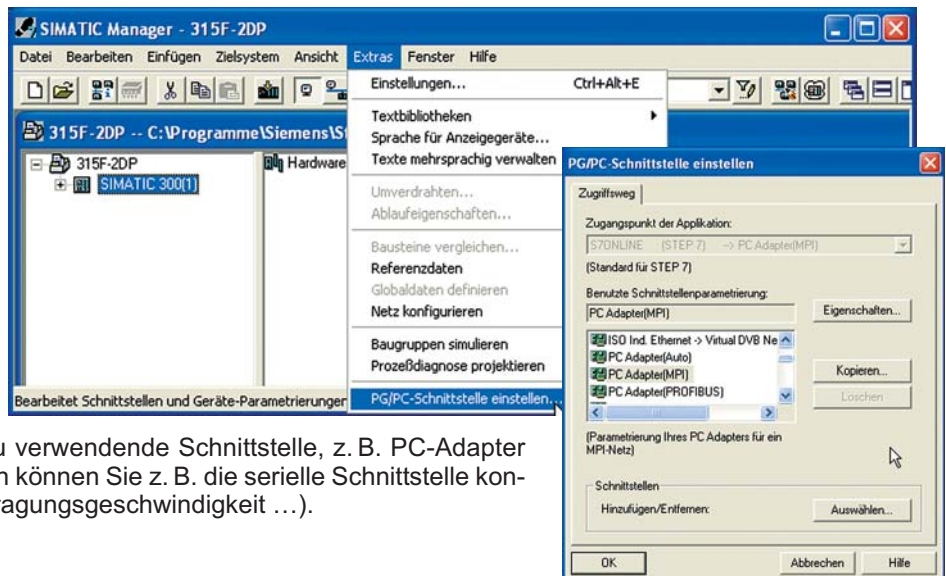 SIMATIC Manager - 315F-2DP
Datei Bearbeiten Einfügen Zielsystem Ansicht Extras Fenster Hilfe
Einstellungen... Ctrl+Alt+E
Textbibliotheken
Sprache für Anzeigegeräte...
Texte mehrsprachig verwalten
Umverdrahten...
Ablaufeigenschaften...
Bausteine vergleichen...
Referenzdaten
Globaldaten definieren
Netz konfigurieren
Baugruppen simulieren
Prozeßdiagnose projektieren
PG/PC-Schnittstelle einstellen...
315F-2DP -- C:\Programme\Siemens\
315F-2DP
SIMATIC 300(1)
Hardware
Bearbeitet Schnittstellen und Geräte-Parametrierungen
PG/PC-Schnittstelle einstellen
Zugriffsweg
Zugangspunkt der Applikation:
S7ONLINE (STEP 7) -> PC Adapter(MPI)
(Standard für STEP 7)
Benutzte Schnittstellenparametrierung:
PC Adapter(MPI)
Eigenschaften...
ISO Ind. Ethernet -> Virtual DVB Ne
PC Adapter(Auto)
PC Adapter(MPI)
PC Adapter(PROFIBUS)
Kopieren...
Löschen
(Parametrierung Ihres PC Adapters für ein
MPI-Netz)
Schnittstellen
Hinzufügen/Entfernen:
Auswählen...
OK Abbrechen Hilfe
u verwendende Schnittstelle, z. B. PC-Adapter
n können Sie z. B. die serielle Schnittstelle kon-
ragungsgeschwindigkeit …).